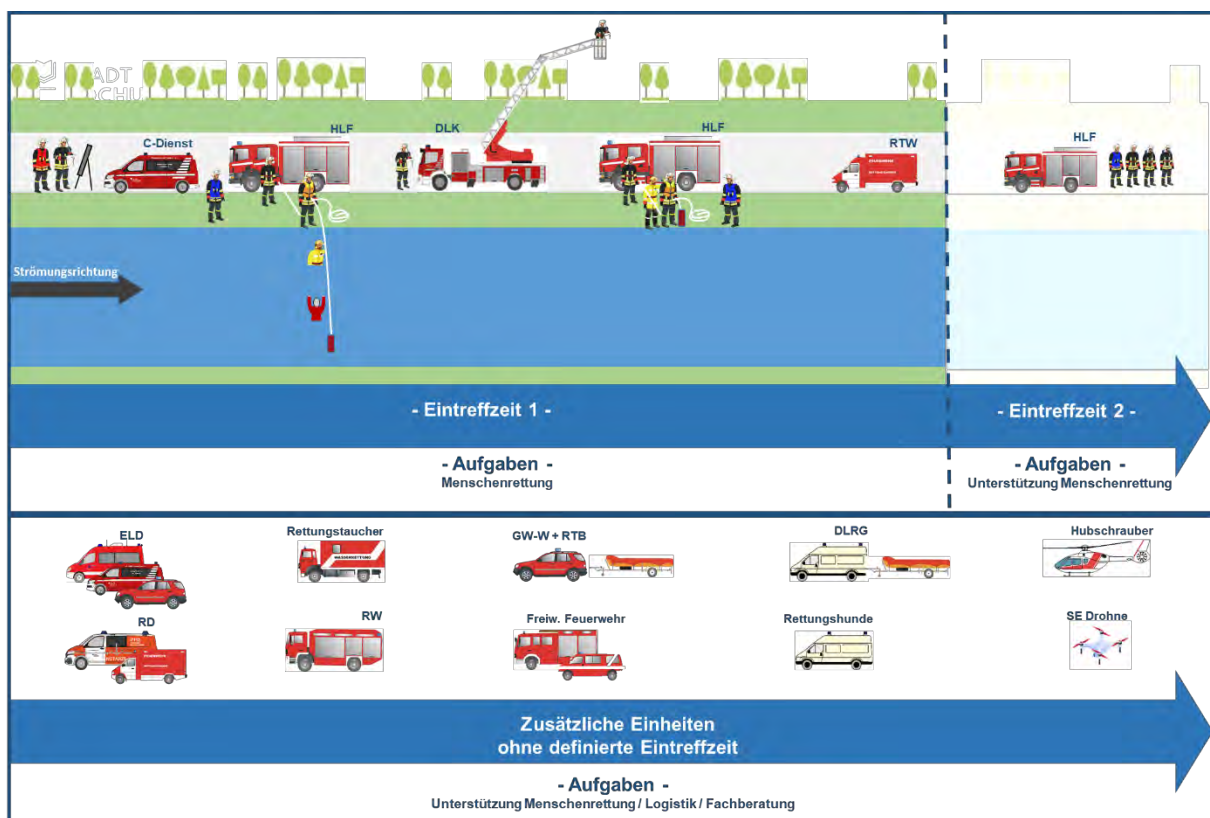 C-Dienst
HLF
DLK
HLF
RTW
HLF
Strömungsrichtung
- Eintreffzeit 1 -
- Eintreffzeit 2 -
- Aufgaben -
Menschenrettung
- Aufgaben -
Unterstützung Menschenrettung
ELD
Rettungstaucher
GW-W + RTB
DLRG
Hubschrauber
WASSERRETTUNG
RD
RW
Freiw. Feuerwehr
Rettungshunde
SE Drohne
Zusätzliche Einheiten
ohne definierte Eintreffzeit
- Aufgaben -
Unterstützung Menschenrettung / Logistik / Fachberatung